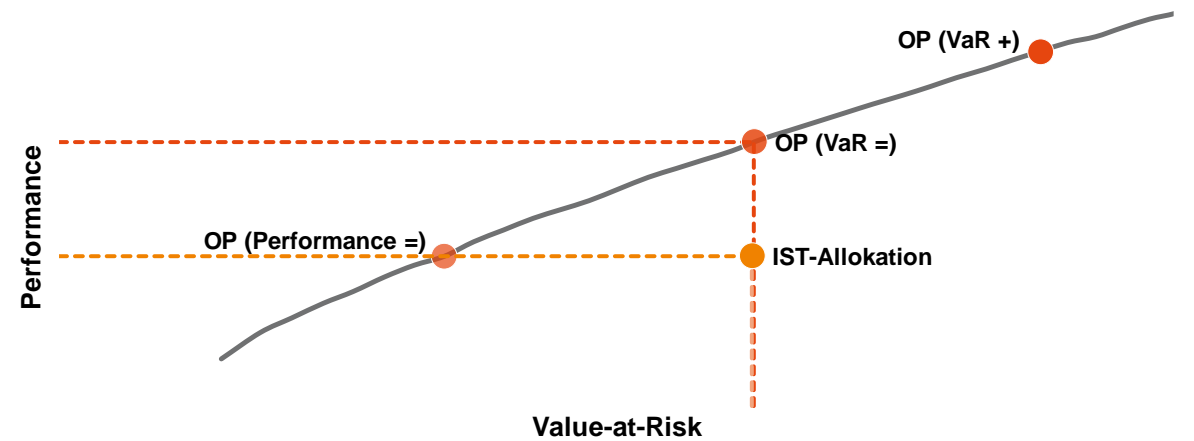 OP (VaR +)
OP (VaR =)
Performance
OP (Performance =)
IST-Allokation
Value-at-Risk